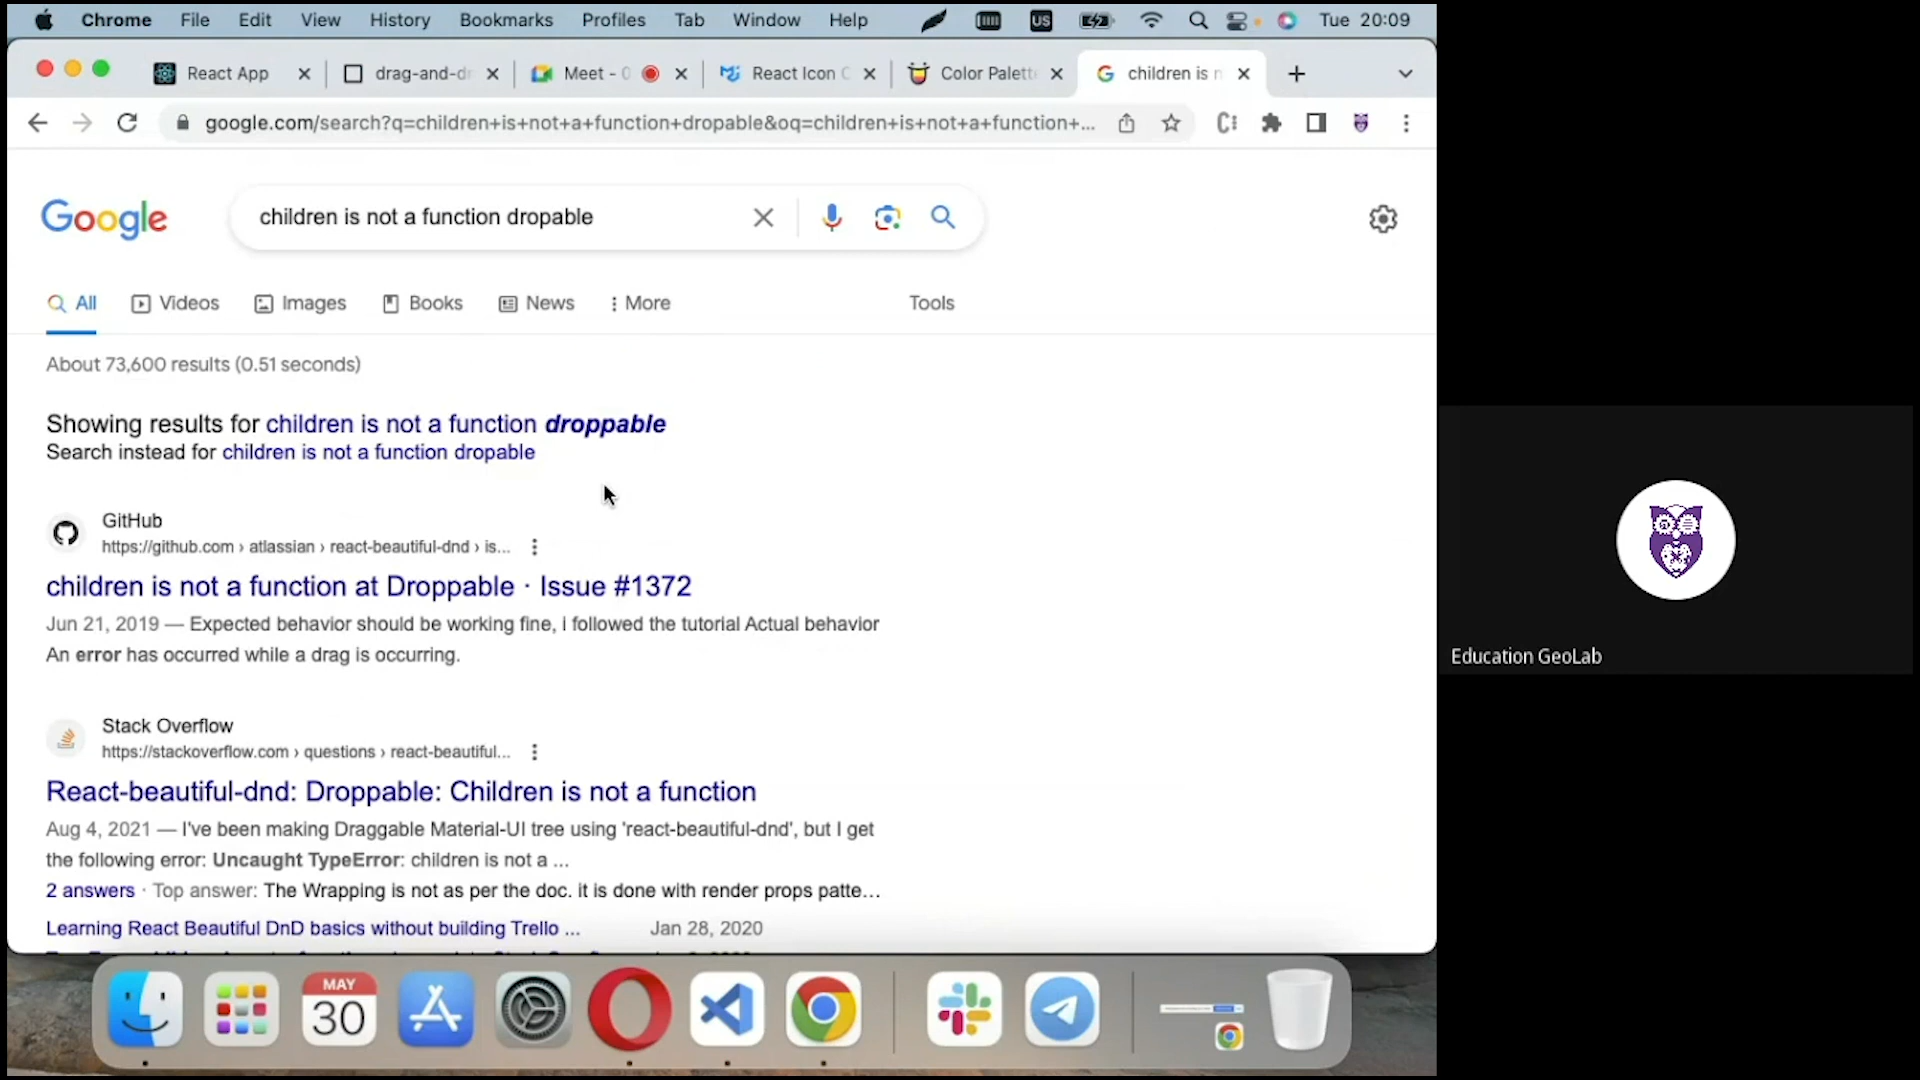 Chrome File Edit View History Bookmarks Profiles Tab Window Help US Tue 20:09
React App drag-and-d Meet - React Icon Color Palett children is
google.com/search?q=children+is+not+a+function+dropable&oq=children+is+not+a+function+...
Google
children is not a function dropable
All Videos Images Books News More Tools
About 73,600 results (0.51 seconds)
Showing results for children is not a function droppable
Search instead for children is not a function dropable
GitHub
https://github.com › atlassian › react-beautiful-dnd › is...
children is not a function at Droppable · Issue #1372
Jun 21, 2019 — Expected behavior should be working fine, i followed the tutorial Actual behavior
An error has occurred while a drag is occurring.
Stack Overflow
https://stackoverflow.com › questions › react-beautiful...
React-beautiful-dnd: Droppable: Children is not a function
Aug 4, 2021 — I've been making Draggable Material-UI tree using 'react-beautiful-dnd', but I get
the following error: Uncaught TypeError: children is not a ...
2 answers · Top answer: The Wrapping is not as per the doc. it is done with render props patte...
Learning React Beautiful DnD basics without building Trello ... Jan 28, 2020
MAY
30
Education GeoLab